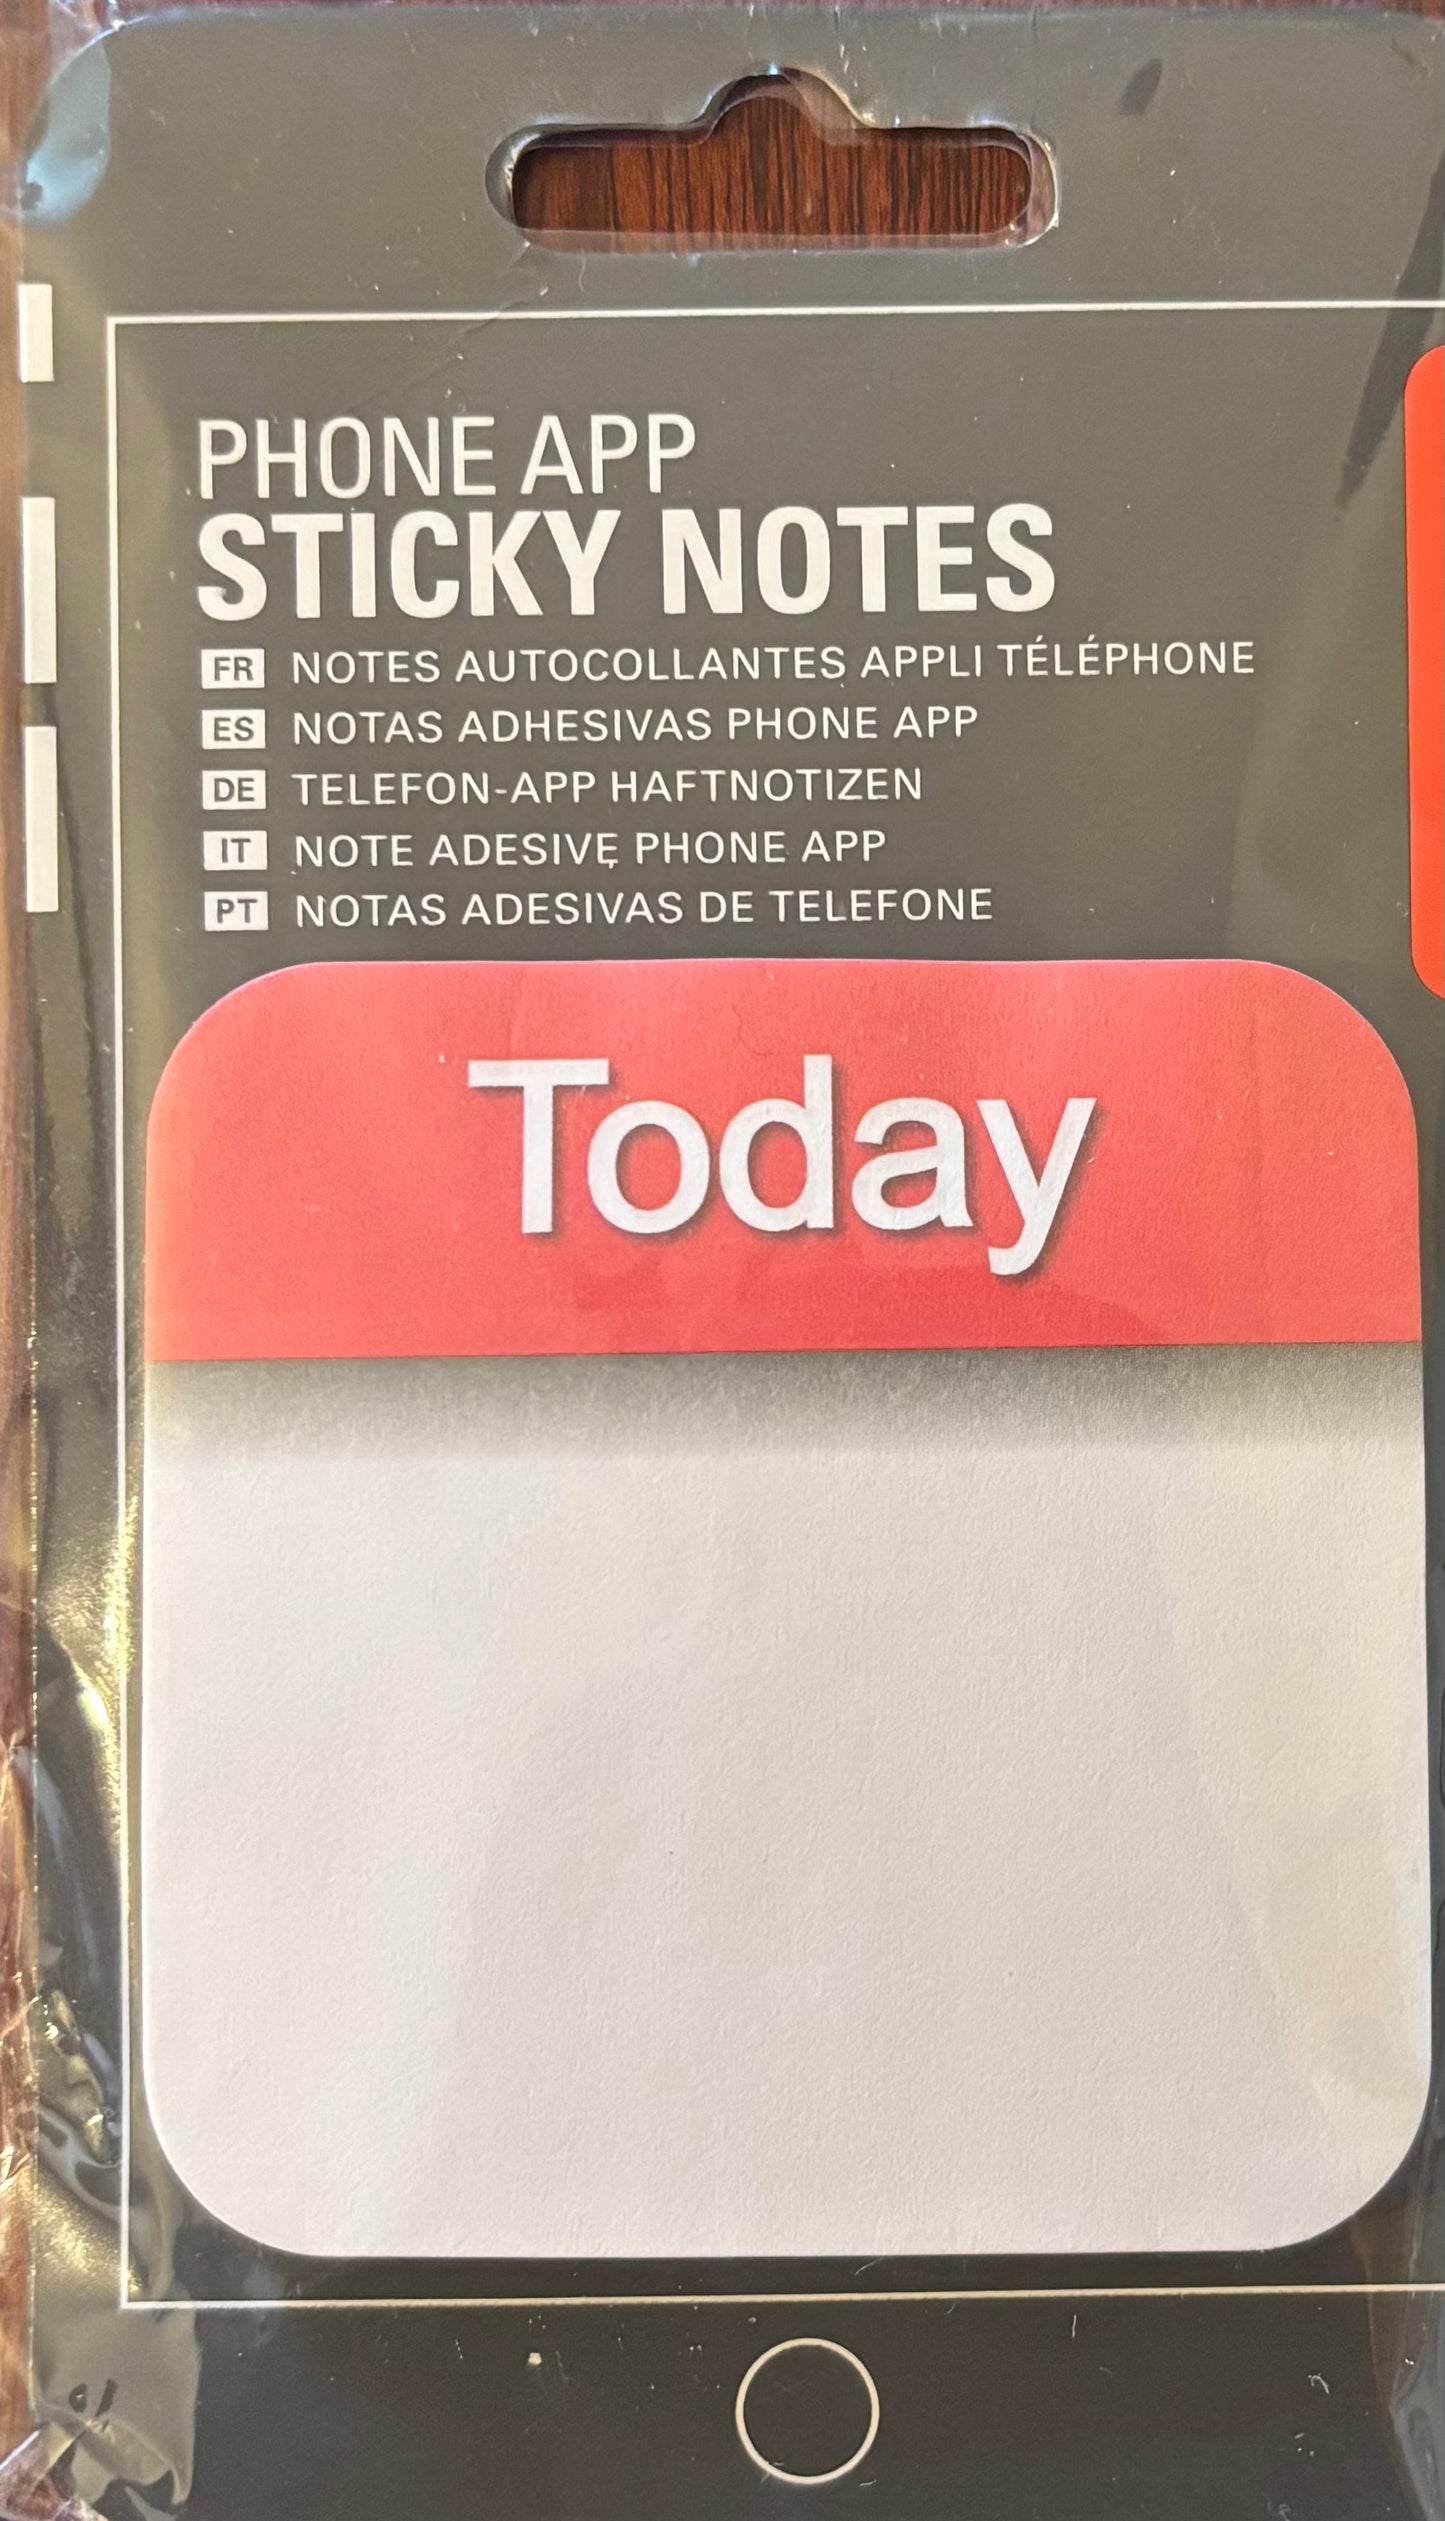 PHONE APP
STICKY NOTES
FR NOTES AUTOCOLLANTES APPLI TÉLÉPHONE
ES NOTAS ADHESIVAS PHONE APP
DE TELEFON-APP HAFTNOTIZEN
IT NOTE ADESIVE PHONE APP
PT NOTAS ADESIVAS DE TELEFONE
Today